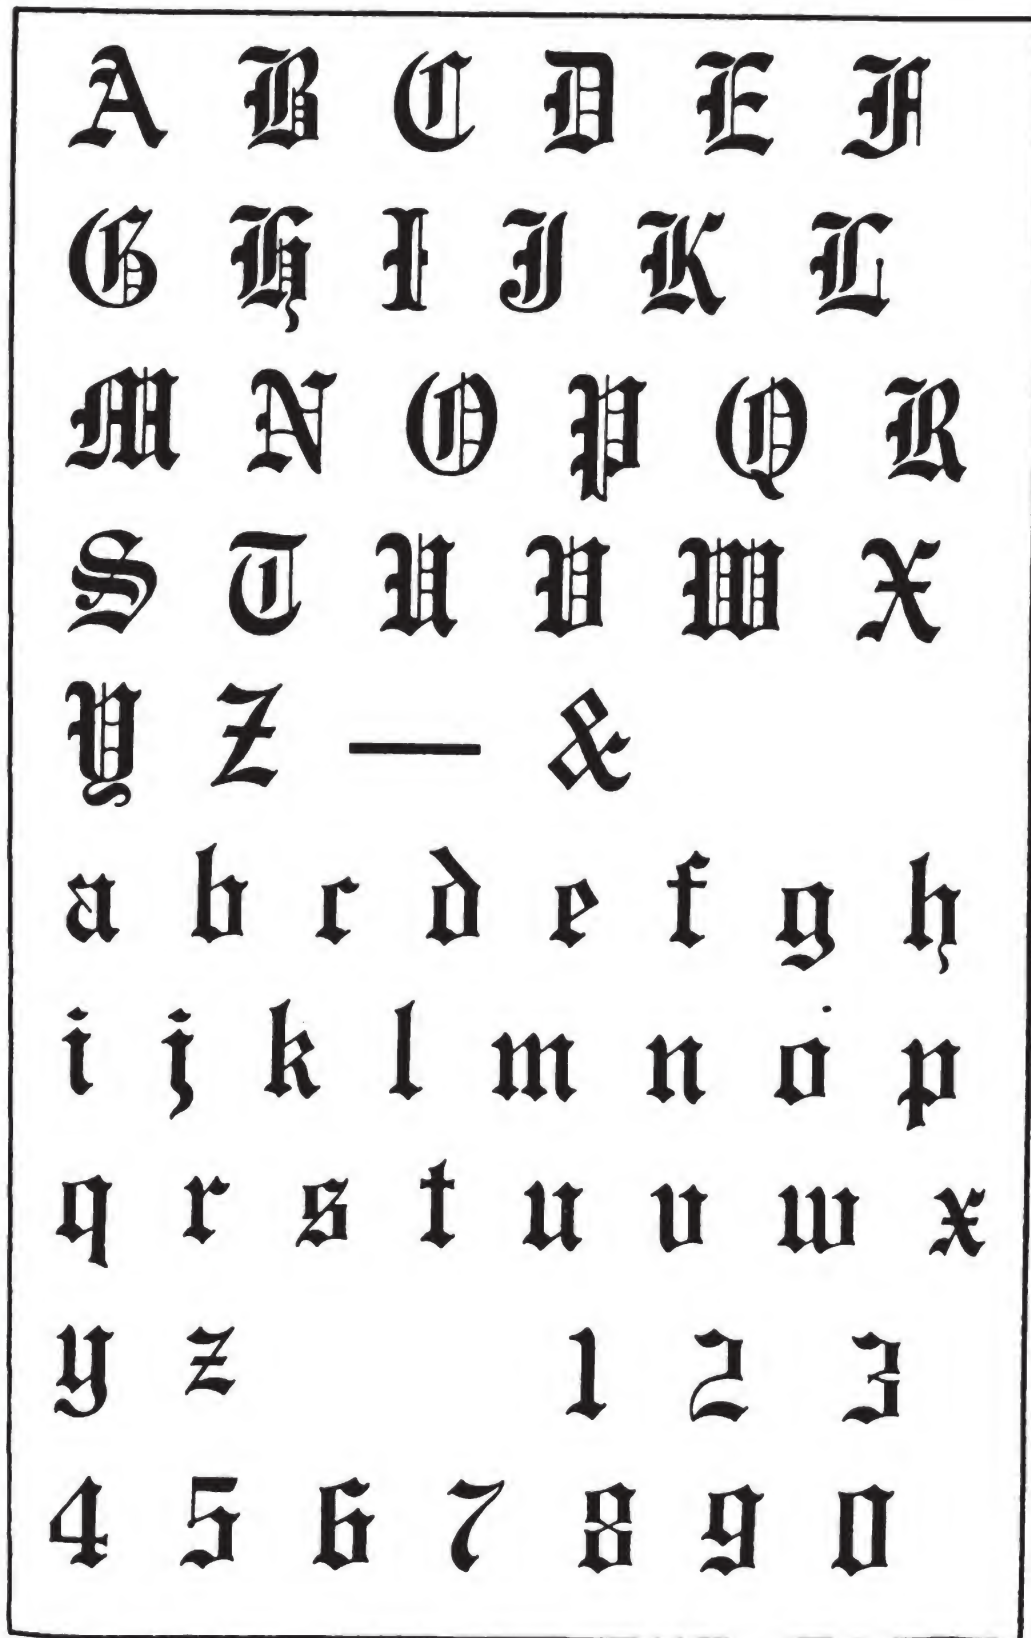 A B C D E F
G H I J K L
M N O P Q R
S T U V W X
Y Z — &
a b c d e f g h
i j k l m n o p
q r s t u v w x
y z 1 2 3
4 5 6 7 8 9 0